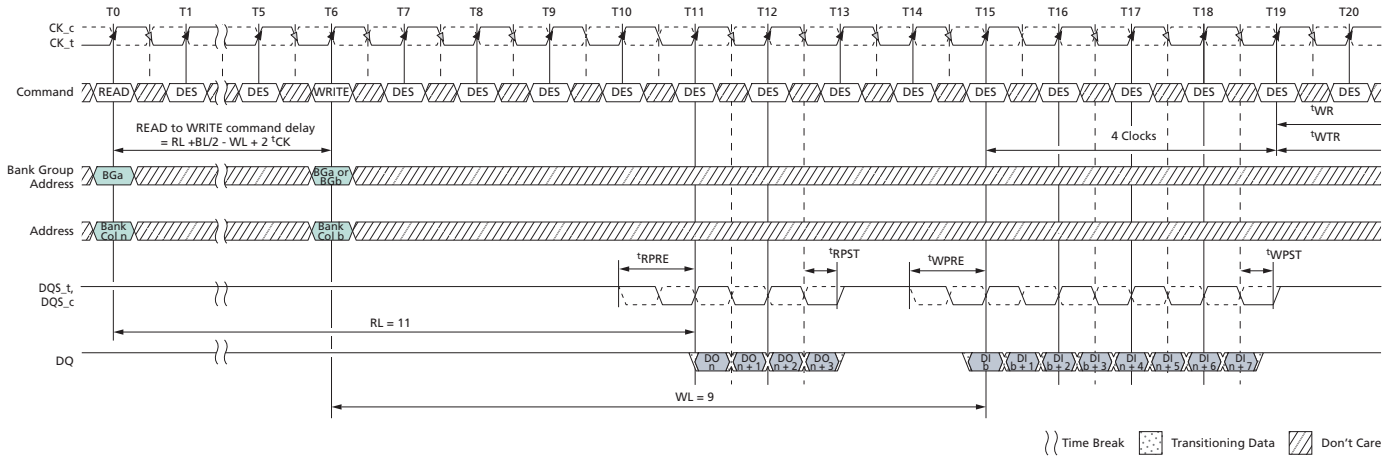 T0 T1 T5 T6 T7 T8 T9 T10 T11 T12 T13 T14 T15 T16 T17 T18 T19 T20
CK_c
CK_t
Command READ DES DES WRITE DES DES DES DES DES DES DES DES DES DES DES DES DES DES
tWR
READ to WRITE command delay
= RL +BL/2 - WL + 2 tCK
4 Clocks
tWTR
Bank Group
Address
BGa
BGa or
BGb
Address
Bank
Col n
Bank
Col b
tRPRE tRPST tWPRE tWPST
DQS_t,
DQS_c
RL = 11
DQ
DO
n
DO
n + 1
DO
n + 2
DO
n + 3
DI
b
DI
b + 1
DI
b + 2
DI
b + 3
DI
n + 4
DI
n + 5
DI
n + 6
DI
n + 7
WL = 9
Time Break Transitioning Data Don't Care